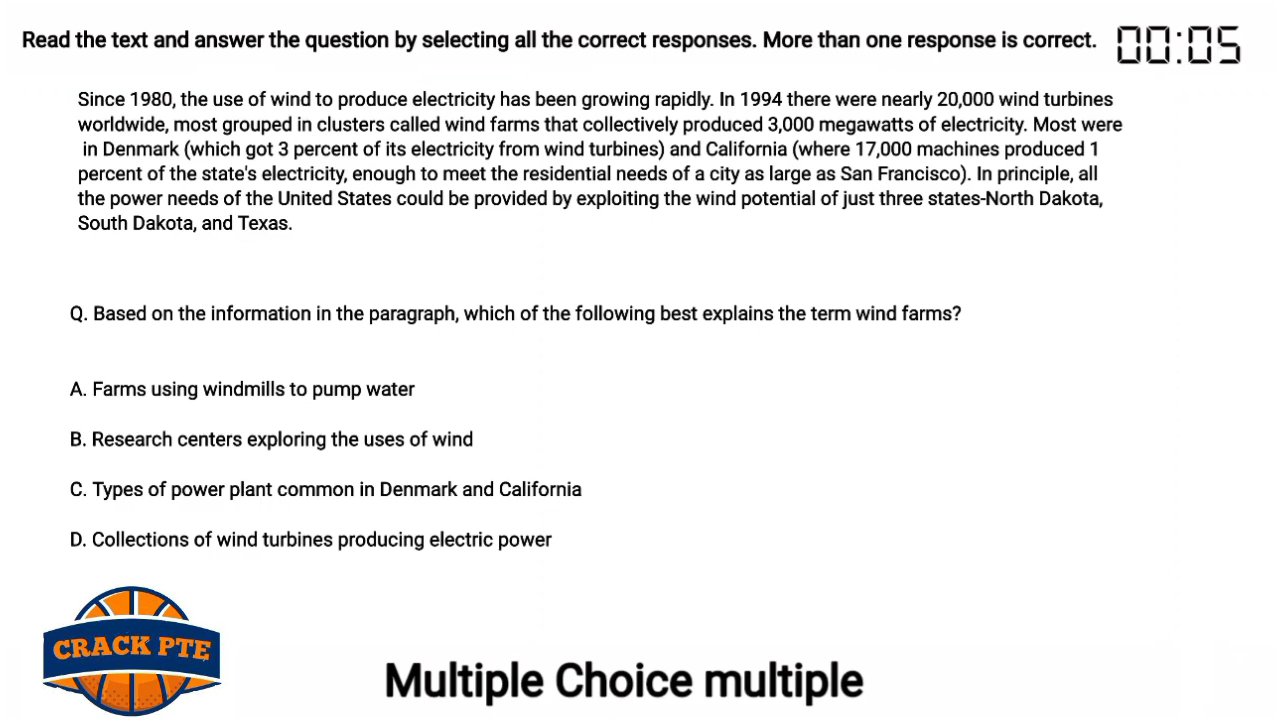 Read the text and answer the question by selecting all the correct responses. More than one response is correct.
00:05
Since 1980, the use of wind to produce electricity has been growing rapidly. In 1994 there were nearly 20,000 wind turbines
worldwide, most grouped in clusters called wind farms that collectively produced 3,000 megawatts of electricity. Most were
in Denmark (which got 3 percent of its electricity from wind turbines) and California (where 17,000 machines produced 1
percent of the state's electricity, enough to meet the residential needs of a city as large as San Francisco). In principle, all
the power needs of the United States could be provided by exploiting the wind potential of just three states-North Dakota,
South Dakota, and Texas.
Q. Based on the information in the paragraph, which of the following best explains the term wind farms?
A. Farms using windmills to pump water
B. Research centers exploring the uses of wind
C. Types of power plant common in Denmark and California
D. Collections of wind turbines producing electric power
CRACK PTE
Multiple Choice multiple